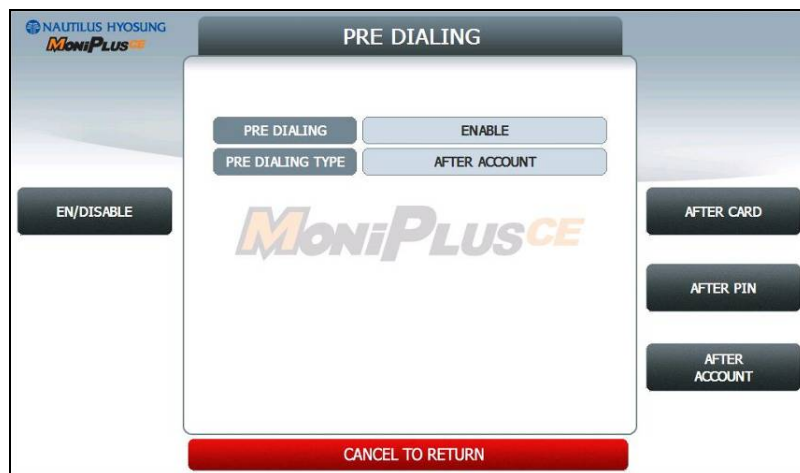 NAUTILUS HYOSUNG
MONIPLUS CE
PRE DIALING
PRE DIALING ENABLE
PRE DIALING TYPE AFTER ACCOUNT
EN/DISABLE
MONIPLUS CE
AFTER CARD
AFTER PIN
AFTER
ACCOUNT
CANCEL TO RETURN